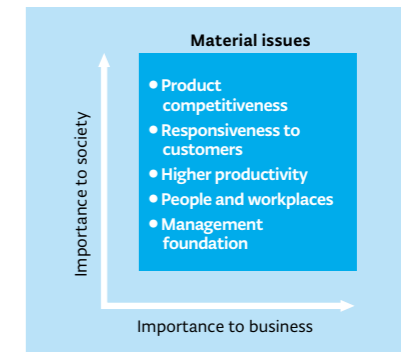 Material issues
• Product
competitiveness
• Responsiveness to
customers
• Higher productivity
• People and workplaces
• Management
foundation
Importance to society
Importance to business